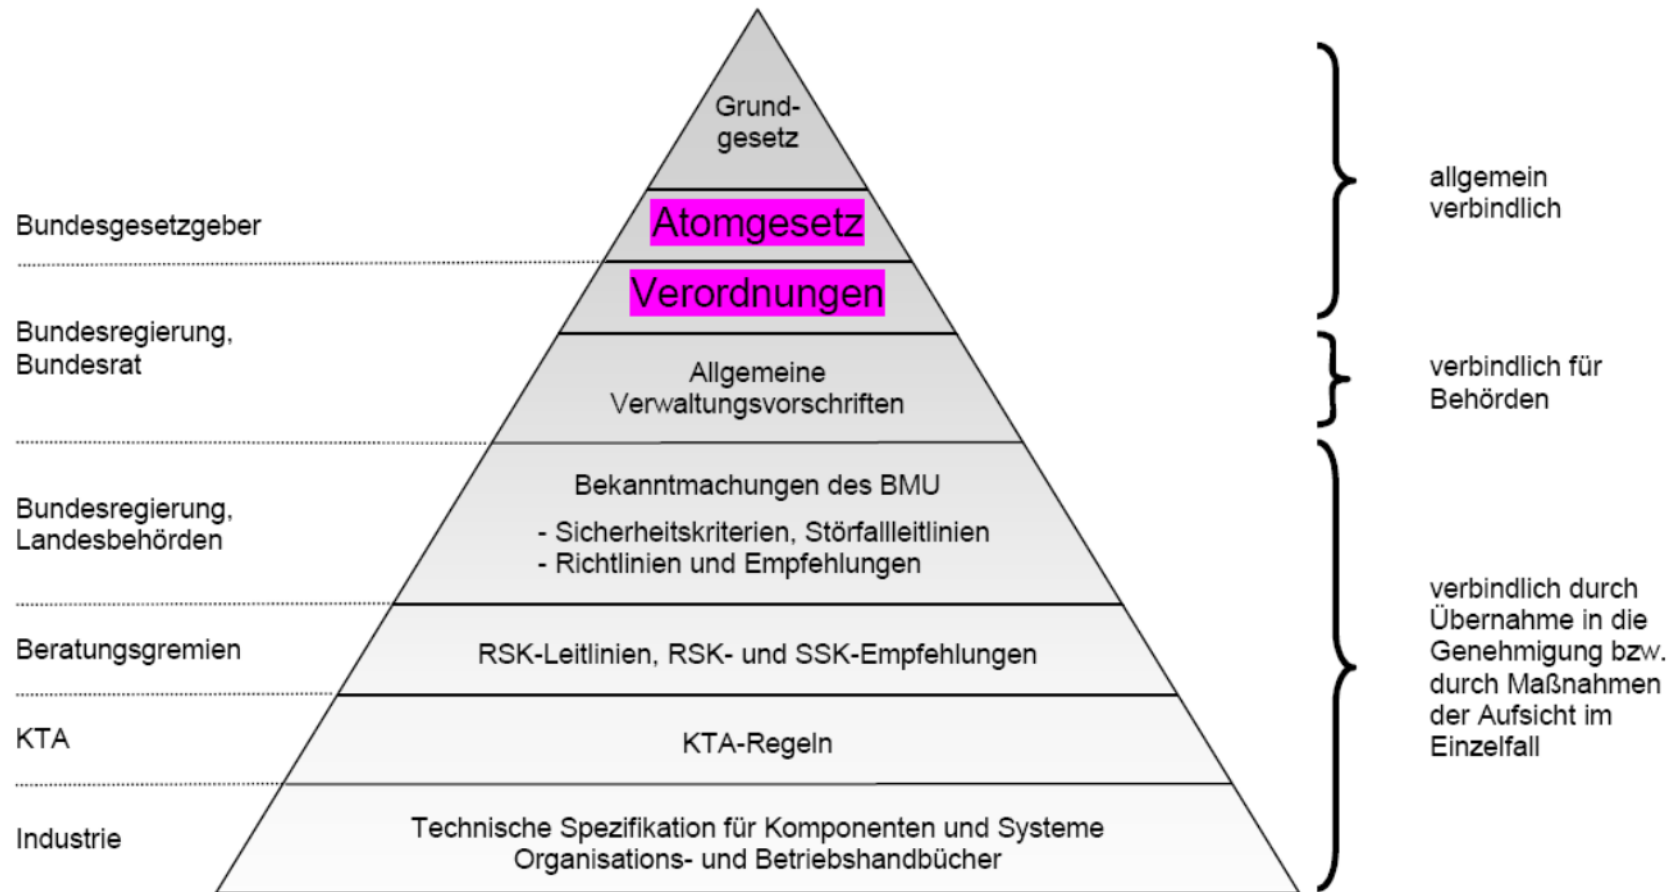 Grund-
gesetz
Bundesgesetzgeber
Atomgesetz
allgemein
verbindlich
Verordnungen
Bundesregierung,
Bundesrat
Allgemeine
Verwaltungsvorschriften
verbindlich für
Behörden
Bundesregierung,
Landesbehörden
Bekanntmachungen des BMU
- Sicherheitskriterien, Störfallleitlinien
- Richtlinien und Empfehlungen
Beratungsgremien
RSK-Leitlinien, RSK- und SSK-Empfehlungen
verbindlich durch
Übernahme in die
Genehmigung bzw.
durch Maßnahmen
der Aufsicht im
Einzelfall
KTA
KTA-Regeln
Industrie
Technische Spezifikation für Komponenten und Systeme
Organisations- und Betriebshandbücher